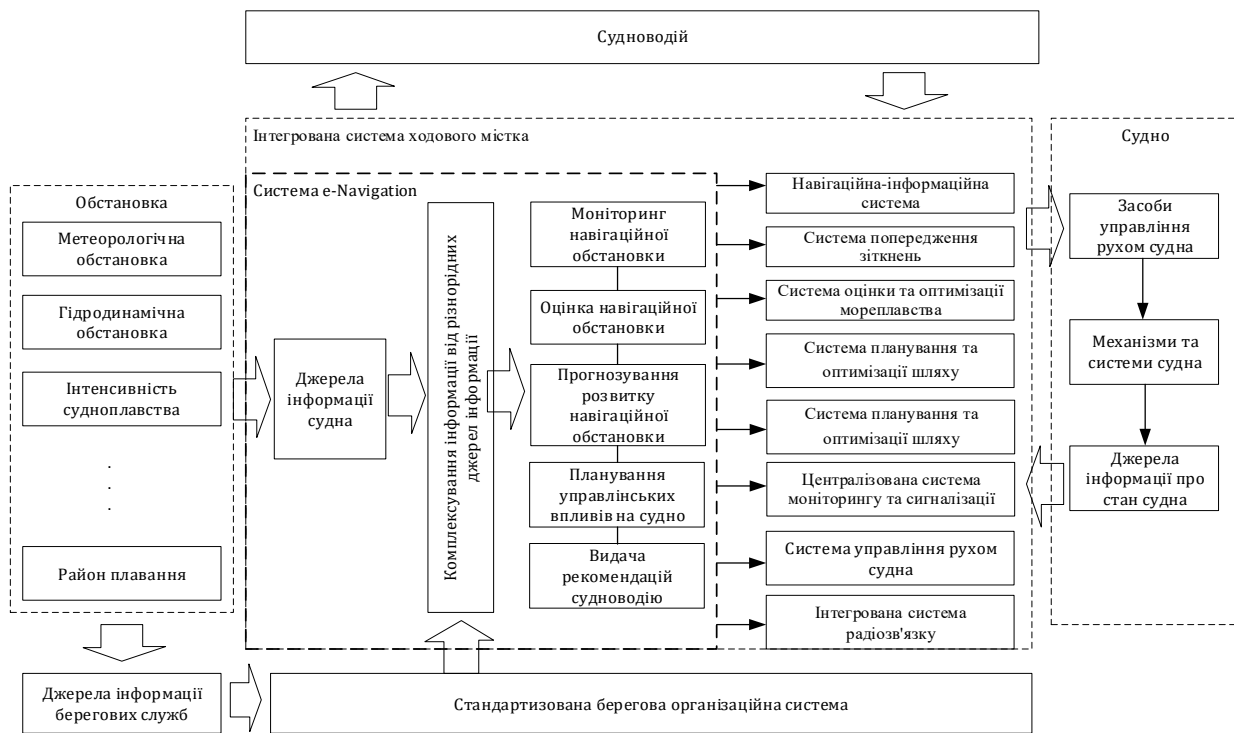 Судноводій
Інтегрована система ходового містка
Судно
Обстановка
Метеорологічна
обстановка
Гідродинамічна
обстановка
Інтенсивність
судноплавства
.
.
.
Район плавання
Джерела інформації
берегових служб
Система e-Navigation
Джерела
інформації
судна
Комплексування інформації від різнорідних
джерел інформації
Моніторинг
навігаційної
обстановки
Оцінка навігаційної
обстановки
Прогнозування
розвитку
навігаційної
обстановки
Планування
управлінських
впливів на судно
Видача
рекомендацій
судноводію
Навігаційна-інформаційна
система
Система попередження
зіткнень
Система оцінки та оптимізації
мореплавства
Система планування та
оптимізації шляху
Система планування та
оптимізації шляху
Централізована система
моніторингу та сигналізації
Система управління рухом
судна
Інтегрована система
радіозв'язку
Засоби
управління
рухом судна
Механізми та
системи судна
Джерела
інформації про
стан судна
Стандартизована берегова організаційна система